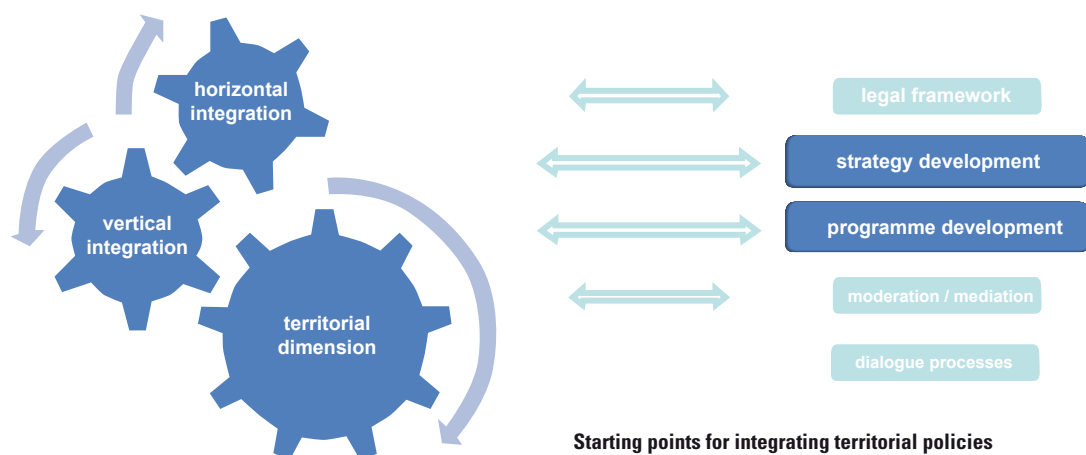 horizontal
integration
vertical
integration
territorial
dimension
legal framework
strategy development
programme development
moderation / mediation
dialogue processes
Starting points for integrating territorial policies